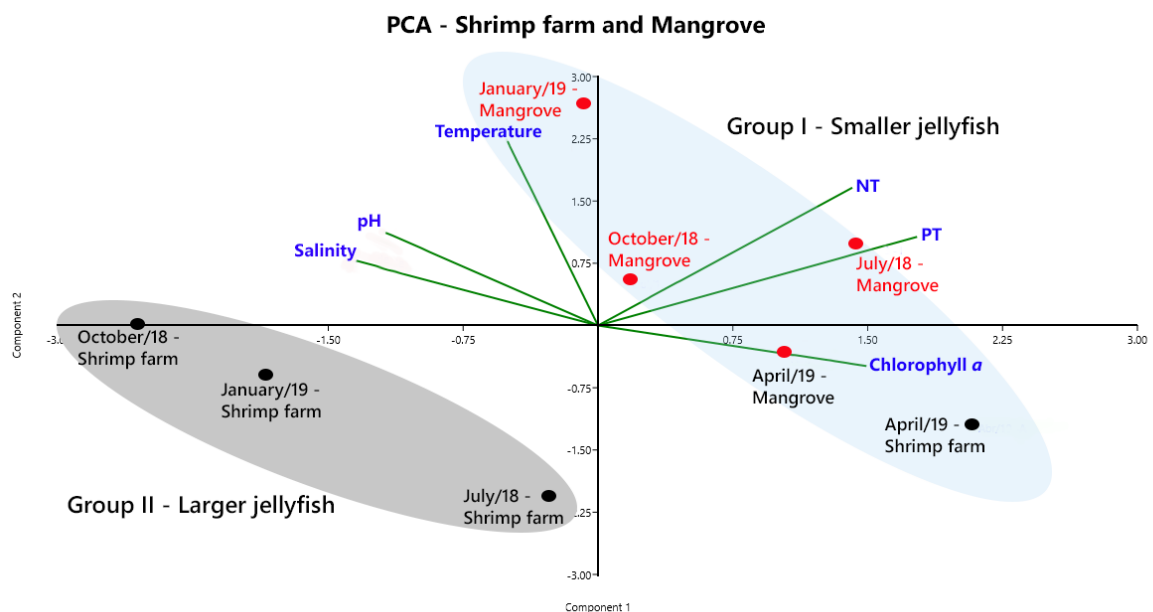 PCA - Shrimp farm and Mangrove
3.00
January/19 -
Mangrove
Temperature
2.25
Group I - Smaller jellyfish
1.50
NT
pH
Salinity
October/18 -
Mangrove
PT
0.75
July/18 -
Mangrove
Component 2
-3.0
-1.50
-0.75
0.75
1.50
2.25
3.00
October/18 -
Shrimp farm
January/19 -
Shrimp farm
-0.75
April/19 -
Mangrove
Chlorophyll a
April/19 -
Shrimp farm
-1.50
Group II - Larger jellyfish
July/18 -
Shrimp farm
.25
-3.00
Component 1